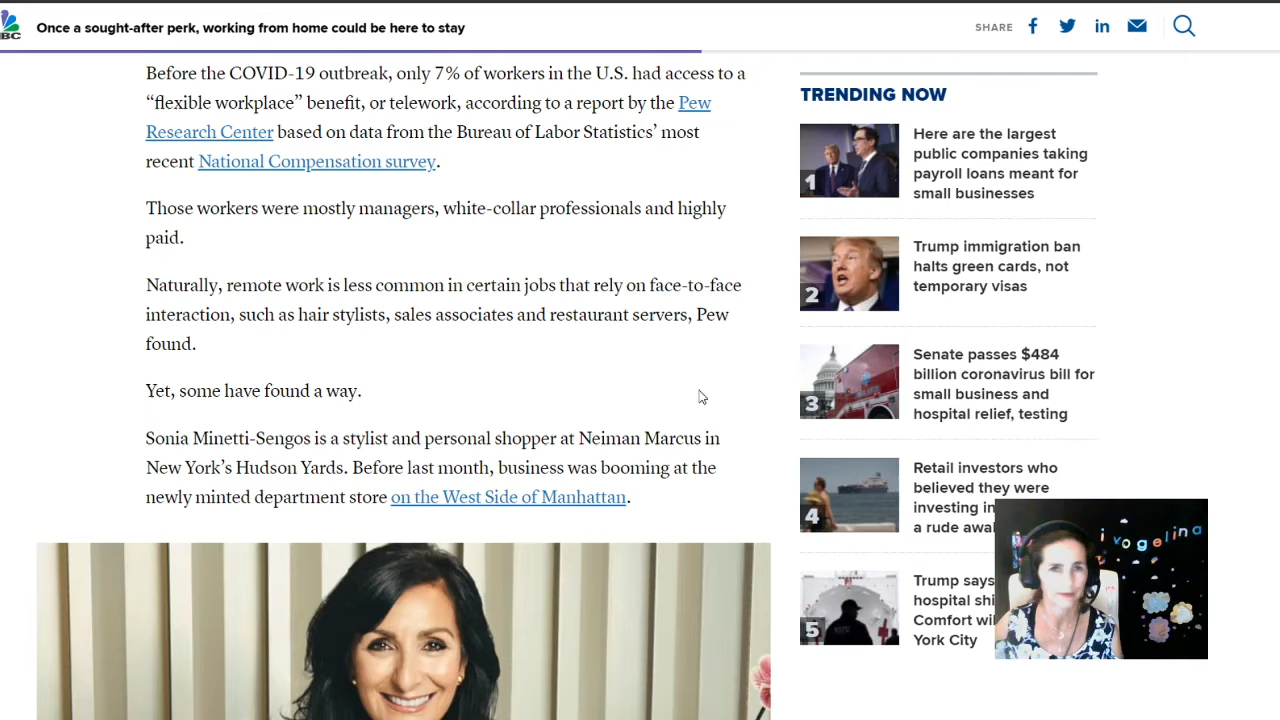 BC
Once a sought-after perk, working from home could be here to stay
SHARE
Before the COVID-19 outbreak, only 7% of workers in the U.S. had access to a
“flexible workplace” benefit, or telework, according to a report by the Pew
Research Center based on data from the Bureau of Labor Statistics’ most
recent National Compensation survey.
Those workers were mostly managers, white-collar professionals and highly
paid.
Naturally, remote work is less common in certain jobs that rely on face-to-face
interaction, such as hair stylists, sales associates and restaurant servers, Pew
found.
Yet, some have found a way.
Sonia Minetti-Sengos is a stylist and personal shopper at Neiman Marcus in
New York’s Hudson Yards. Before last month, business was booming at the
newly minted department store on the West Side of Manhattan.
TRENDING NOW
1
Here are the largest
public companies taking
payroll loans meant for
small businesses
2
Trump immigration ban
halts green cards, not
temporary visas
3
Senate passes $484
billion coronavirus bill for
small business and
hospital relief, testing
4
Retail investors who
believed they were
investing in
a rude awa
5
Trump says
hospital shi
Comfort wil
York City
ivogelina